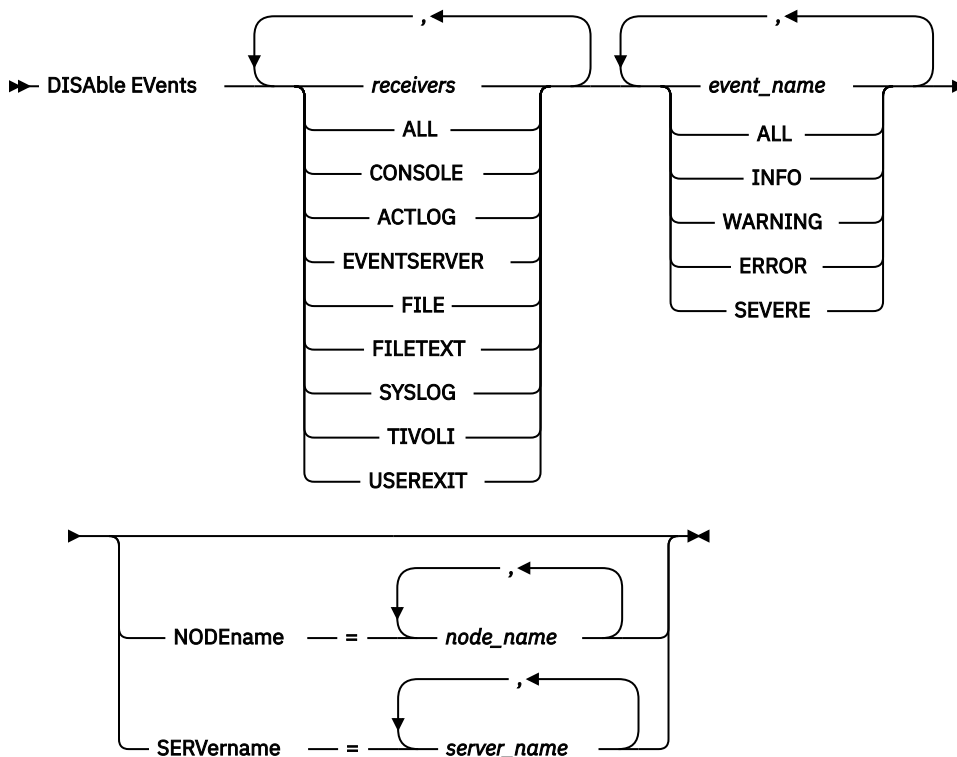 , ,
DISAble EVents receivers event_name
ALL ALL
CONSOLE INFO
ACTLOG WARNING
EVENTSERVER ERROR
FILE SEVERE
FILETEXT
SYSLOG
TIVOLI
USEREXIT
,
NODEname = node_name
,
SERVername = server_name